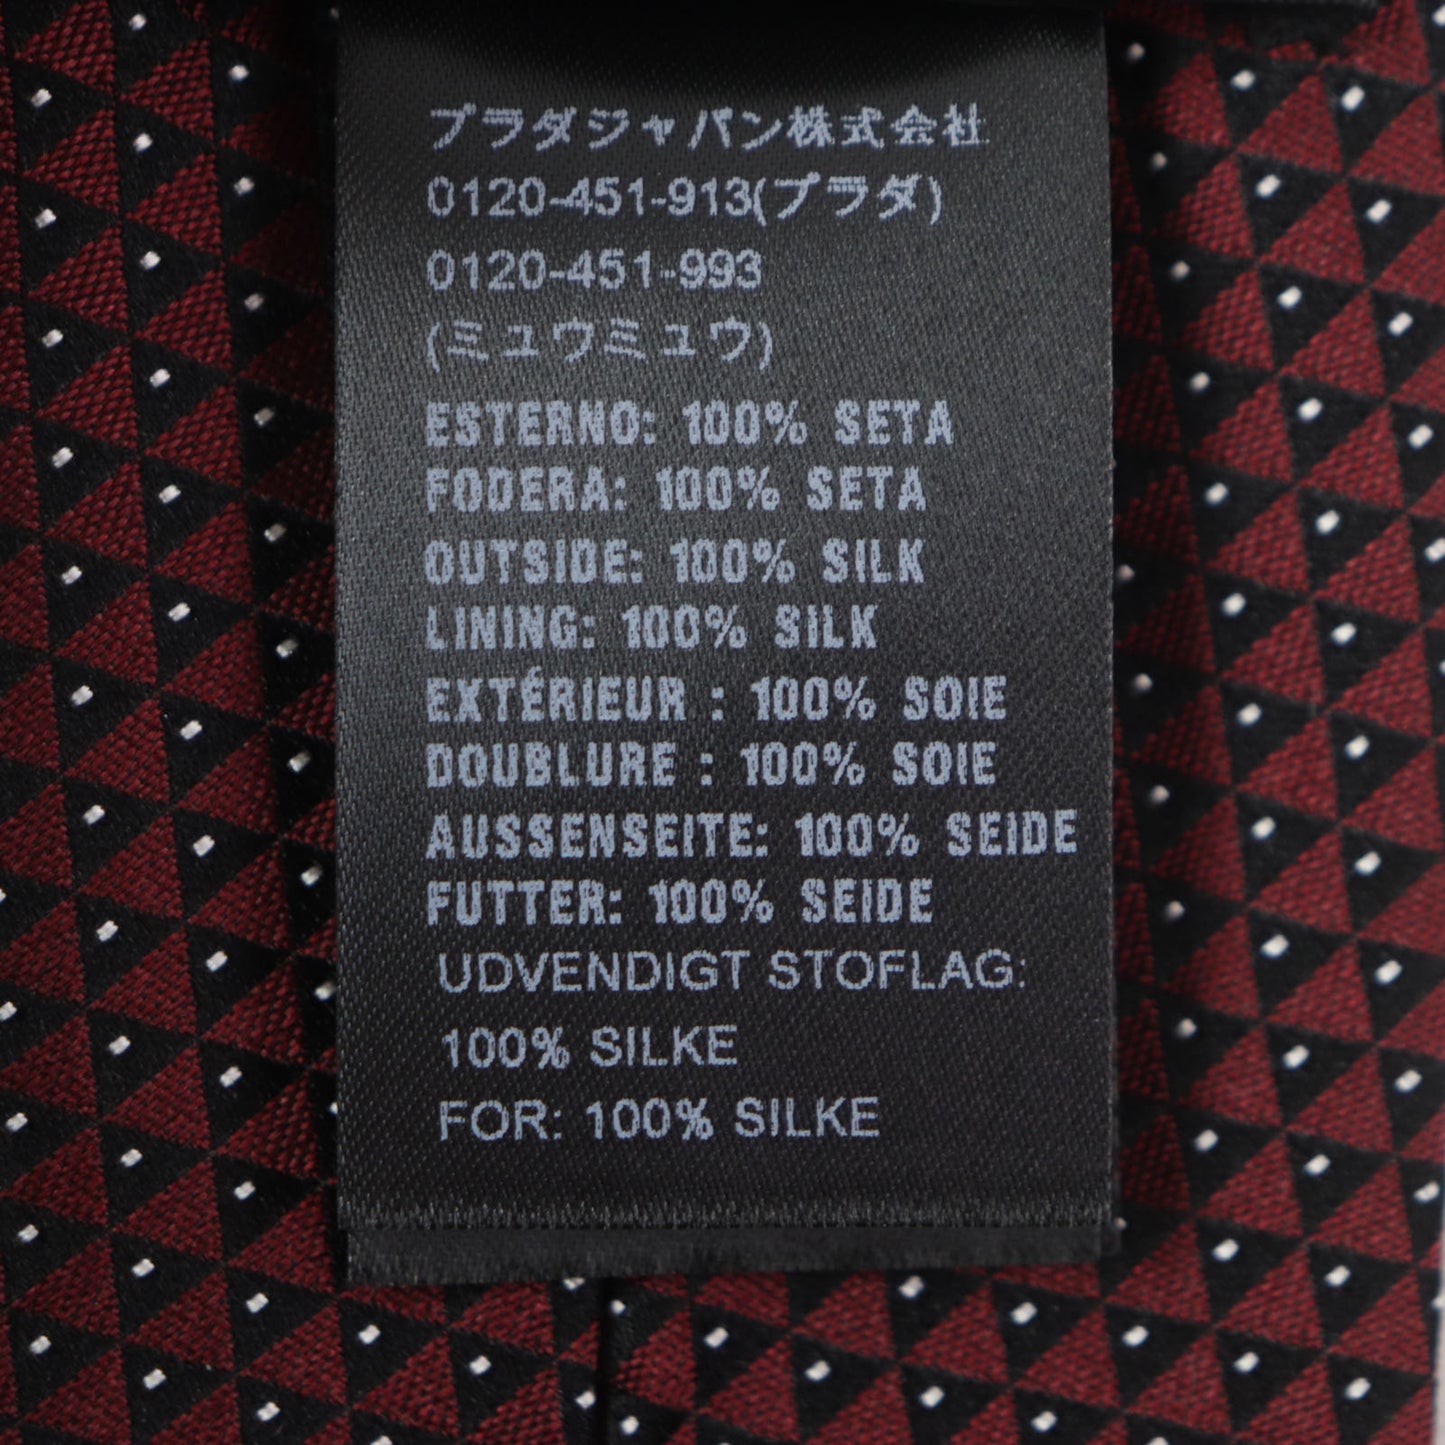 プラダジャパン株式会社
0120-451-913(プラダ)
0120-451-993
(ミュウミュウ)
ESTERNO: 100% SETA
FODERA: 100% SETA
OUTSIDE: 100% SILK
LINING: 100% SILK
EXTÉRIEUR : 100% SOIE
DOUBLURE : 100% SOIE
AUSSENSEITE: 100% SEIDE
FUTTER: 100% SEIDE
UDVENDIGT STOFLAG:
100% SILKE
FOR: 100% SILKE